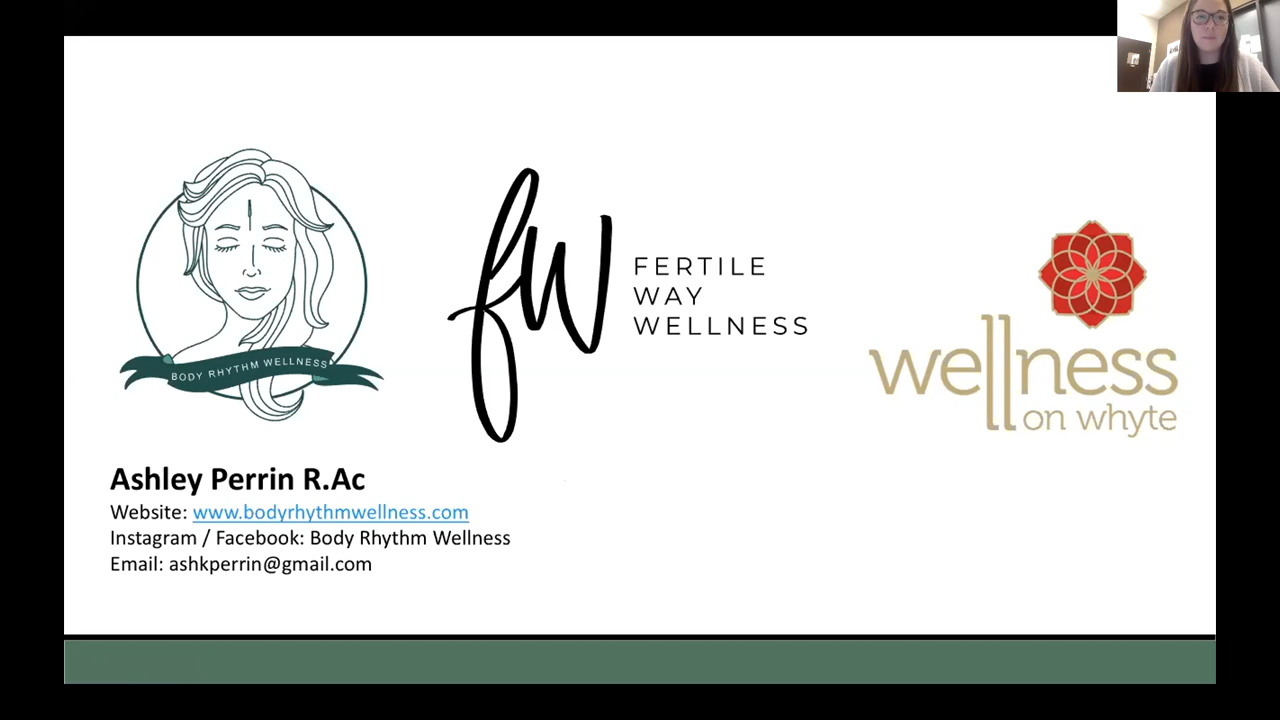 BODY RHYTHM WELLNESS
fw
FERTILE
WAY
WELLNESS
wellness
on whyte
Ashley Perrin R.Ac
Website: www.bodyrhythmwellness.com
Instagram / Facebook: Body Rhythm Wellness
Email: ashkperrin@gmail.com